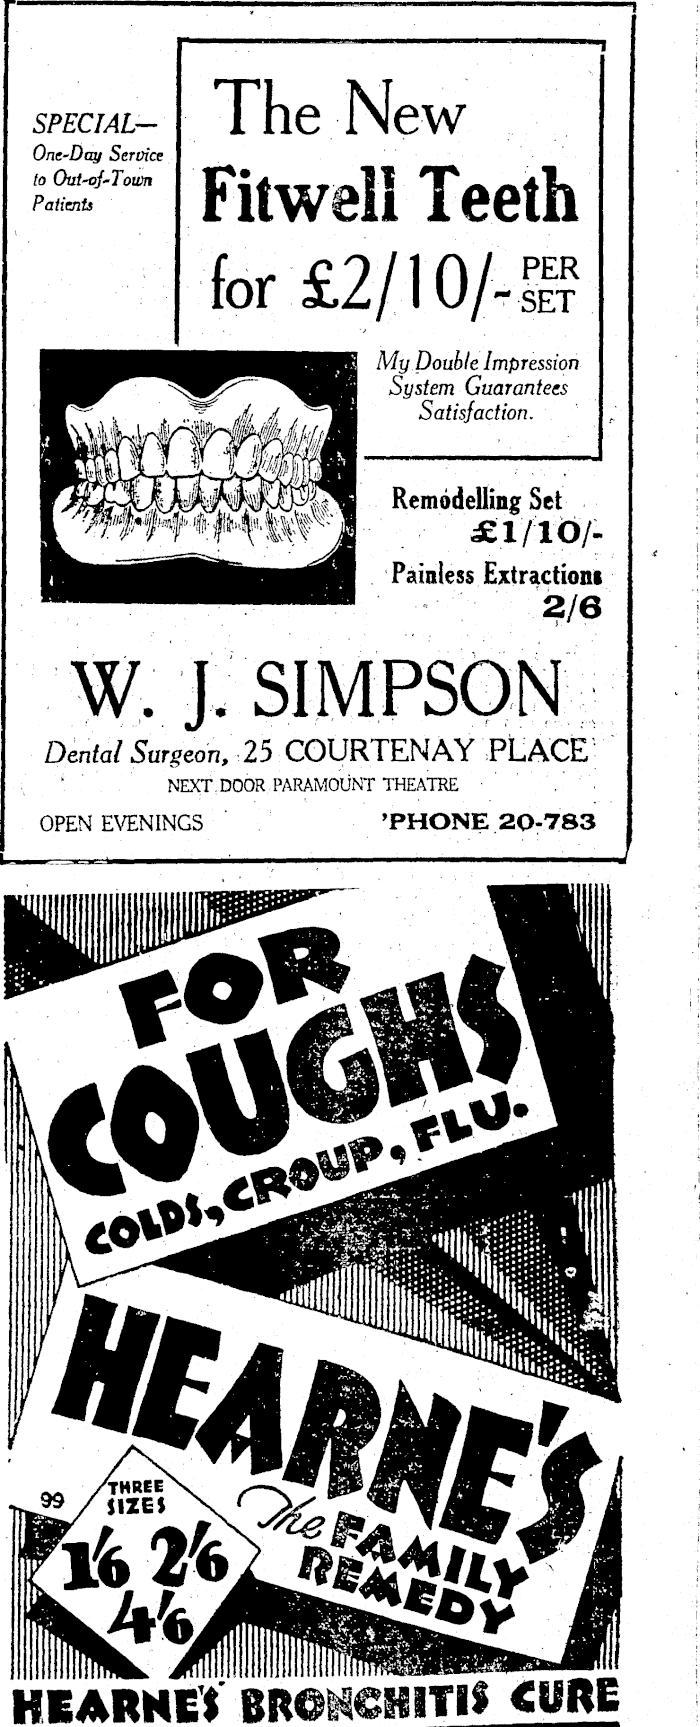 SPECIAL—
One-Day Service
to Out-of-Town
Patients
The New
Fitwell Teeth
for £2/10/- PER SET
My Double Impression
System Guarantees
Satisfaction.
Remodelling Set
£1/10/-
Painless Extractions
2/6
W. J. SIMPSON
Dental Surgeon, 25 COURTENAY PLACE
NEXT DOOR PARAMOUNT THEATRE
OPEN EVENINGS 'PHONE 20-783
FOR
COUGHS
COLDS, CROUP, FLU.
HEARNE'S
The FAMILY
REMEDY
99
THREE
SIZES
1/6 2/6
4/6
HEARNE'S BRONCHITIS CURE